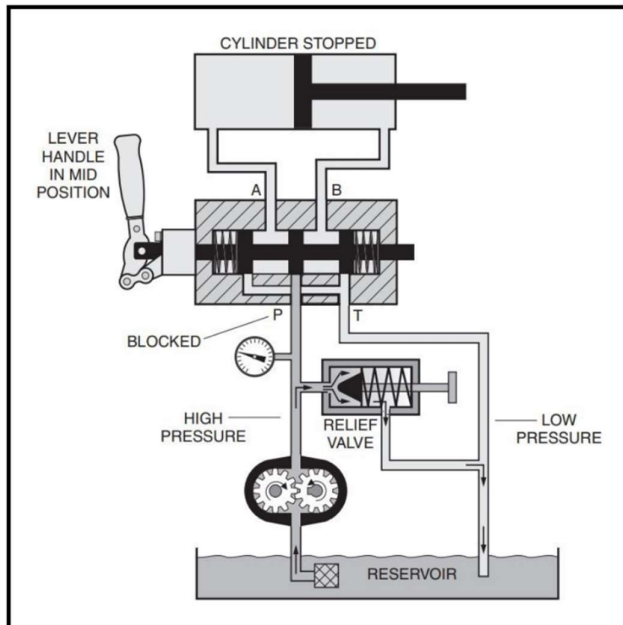 CYLINDER STOPPED
LEVER
HANDLE
IN MID
POSITION
A
B
P
T
BLOCKED
HIGH
PRESSURE
RELIEF
VALVE
LOW
PRESSURE
RESERVOIR